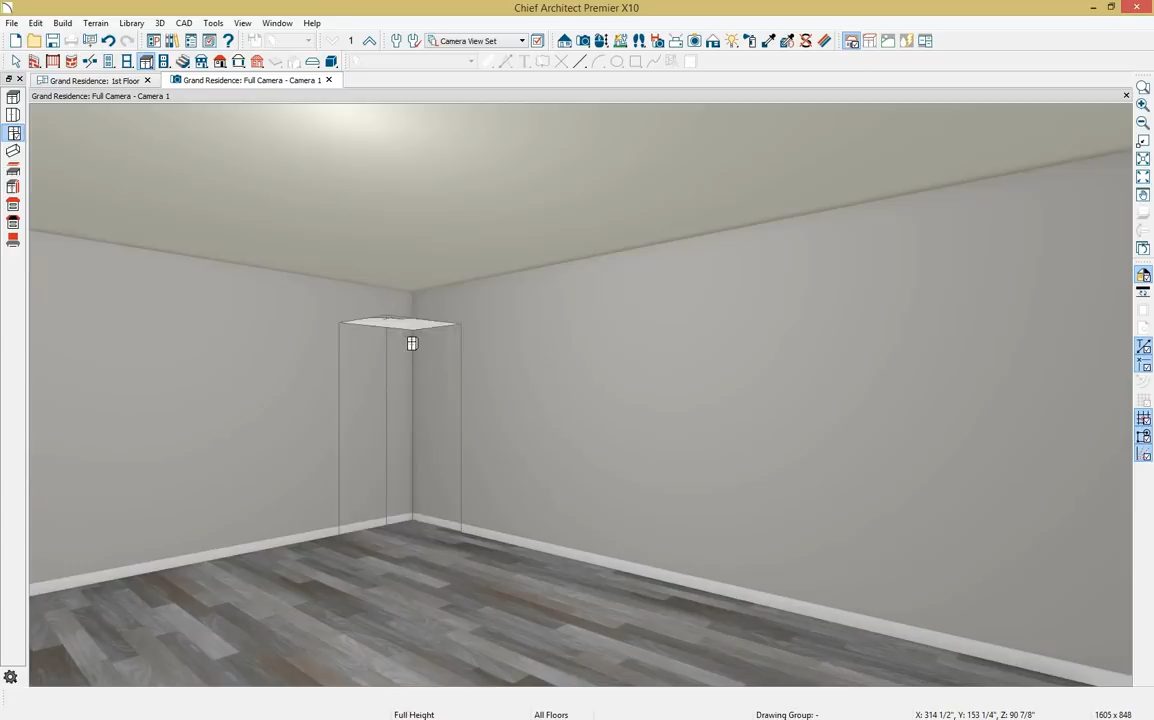 Chief Architect Premier X10
File Edit Build Terrain Library 3D CAD Tools View Window Help
1 Camera View Set
Grand Residence: 1st Floor Grand Residence: Full Camera - Camera 1
Grand Residence: Full Camera - Camera 1
Full Height All Floors Drawing Group: - X: 314 1/2", Y: 153 1/4", Z: 90 7/8" 1605 x 848